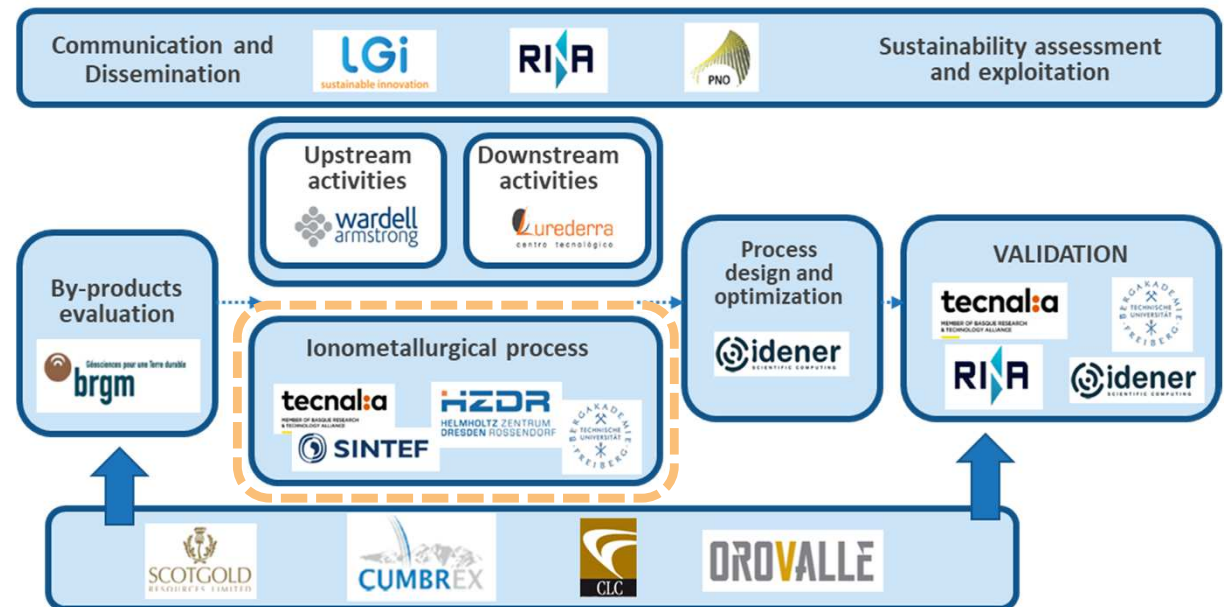 Communication and
Dissemination
LGi
sustainable innovation
RINA
PNO
Sustainability assessment
and exploitation
Upstream
activities
wardell
armstrong
Downstream
activities
Lurederra
centro tecnológico
By-products
evaluation
Géosciences pour une Terre durable
brgm
Ionometallurgical process
tecnal:a
MEMBER OF BASQUE RESEARCH
& TECHNOLOGY ALLIANCE
SINTEF
HZDR
HELMHOLTZ ZENTRUM
DRESDEN ROSSENDORF
BERGAKADEMIE
TECHNISCHE
UNIVERSITÄT
FREIBERG
Process
design and
optimization
idener
SCIENTIFIC COMPUTING
VALIDATION
tecnal:a
MEMBER OF BASQUE RESEARCH
& TECHNOLOGY ALLIANCE
BERGAKADEMIE
TECHNISCHE
UNIVERSITÄT
FREIBERG
RINA
idener
SCIENTIFIC COMPUTING
SCOTGOLD
RESOURCES LIMITED
CUMBREX
CLC
OROVALLE